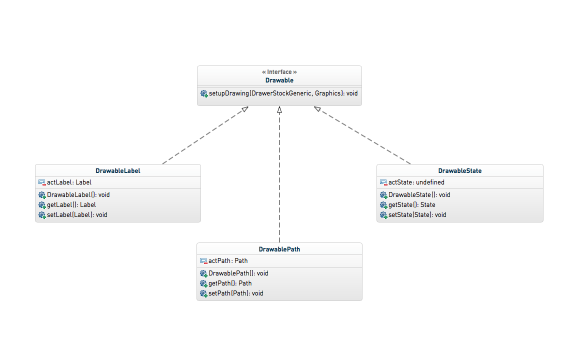 « Interface »
Drawable
setupDrawing(DrawerStockGeneric, Graphics): void
DrawableLabel
actLabel: Label
DrawableLabel(): void
getLabel(): Label
setLabel(Label): void
DrawableState
actState: undefined
DrawableState(): void
getState(): State
setState(State): void
DrawablePath
actPath: Path
DrawablePath(): void
getPath(): Path
setPath(Path): void